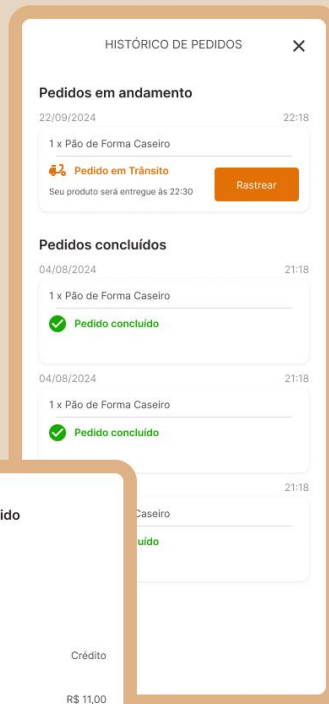 HISTÓRICO DE PEDIDOS
Pedidos em andamento
22/09/2024 22:18
1 x Pão de Forma Caseiro
Pedido em Trânsito
Seu produto será entregue às 22:30
Rastrear
Pedidos concluídos
04/08/2024 21:18
1 x Pão de Forma Caseiro
Pedido concluído
04/08/2024 21:18
1 x Pão de Forma Caseiro
Pedido concluído
21:18
Caseiro
uído
ido
Crédito
R$ 11,00